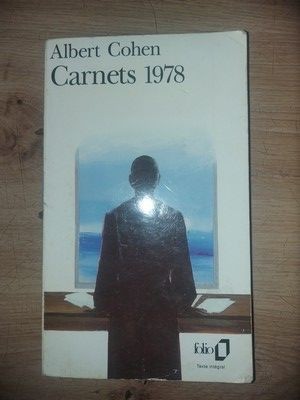 Albert Cohen
Carnets 1978
folio
Texte intégral